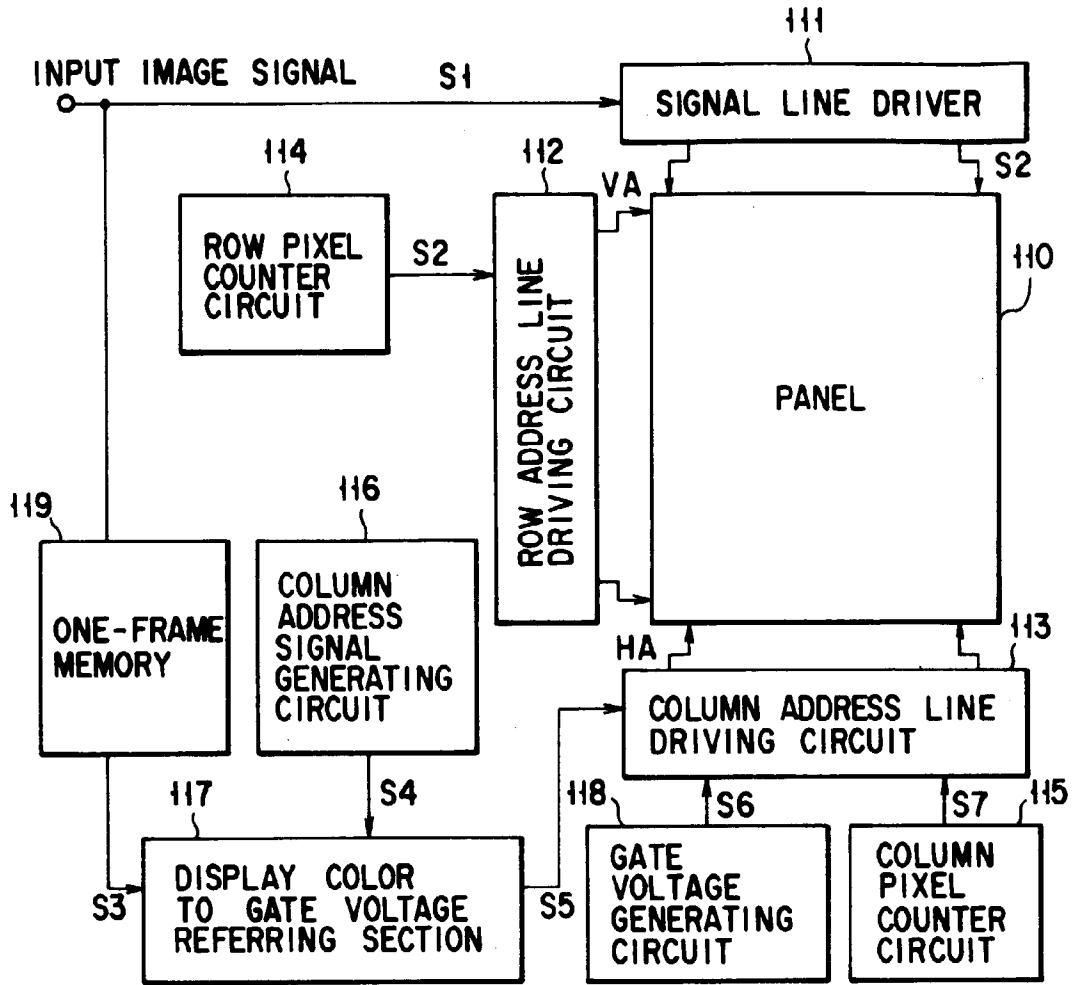 111
INPUT IMAGE SIGNAL
S1
SIGNAL LINE DRIVER
114
112
VA
S2
ROW PIXEL
COUNTER
CIRCUIT
S2
ROW ADDRESS LINE
DRIVING CIRCUIT
110
PANEL
119
116
ONE-FRAME
MEMORY
COLUMN
ADDRESS
SIGNAL
GENERATING
CIRCUIT
HA
113
COLUMN ADDRESS LINE
DRIVING CIRCUIT
117
S4
118
S6
S7
115
S3
DISPLAY COLOR
TO GATE VOLTAGE
REFERRING SECTION
S5
GATE
VOLTAGE
GENERATING
CIRCUIT
COLUMN
PIXEL
COUNTER
CIRCUIT